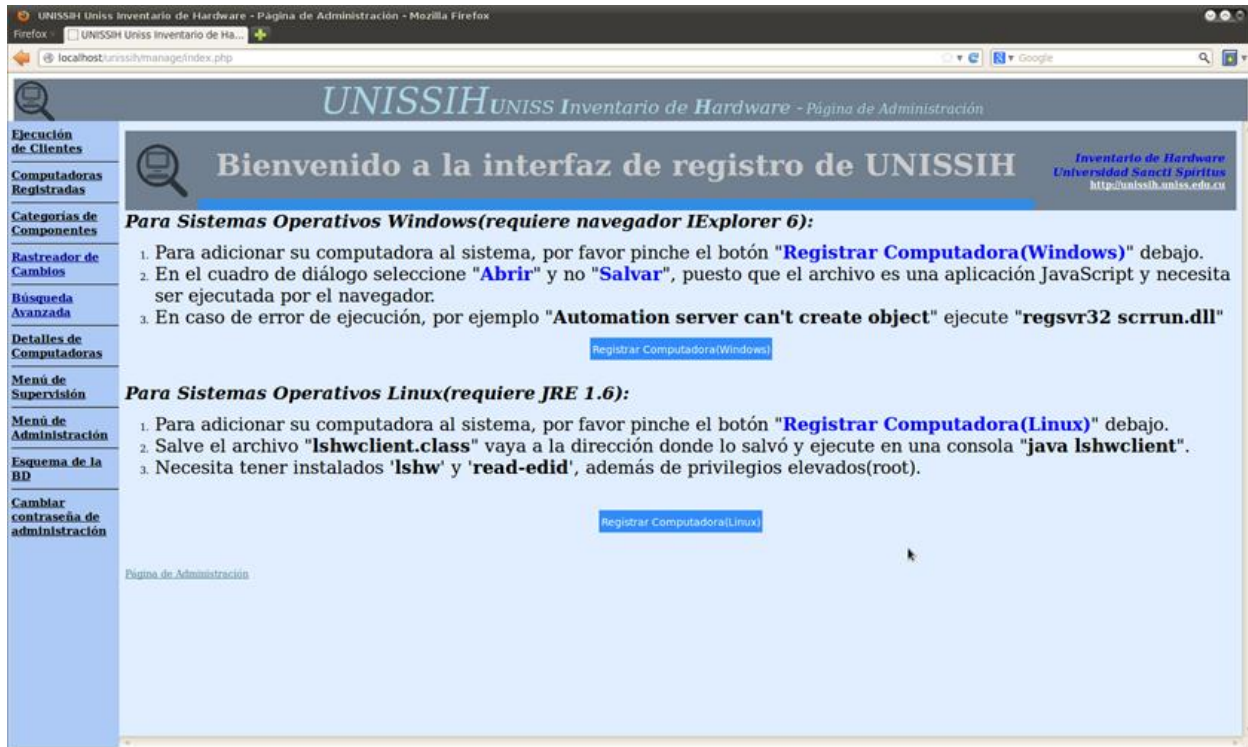 UNISSIH Uniss Inventario de Hardware - Página de Administración - Mozilla Firefox
Firefox
UNISSIH Uniss Inventario de Ha...
localhost/unissih/manage/index.php
Google
UNISSIH UNISS Inventario de Hardware - Página de Administración
Ejecución
de Clientes
Computadoras
Registradas
Categorías de
Componentes
Rastreador de
Cambios
Búsqueda
Avanzada
Detalles de
Computadoras
Menú de
Supervisión
Menú de
Administración
Esquema de la
BD
Cambiar
contraseña de
administración
Bienvenido a la interfaz de registro de UNISSIH
Inventario de Hardware
Universidad Sancti Spíritus
http://unissih.uniss.edu.cu
Para Sistemas Operativos Windows(requiere navegador IExplorer 6):
1. Para adicionar su computadora al sistema, por favor pinche el botón "Registrar Computadora(Windows)" debajo.
2. En el cuadro de diálogo seleccione "Abrir" y no "Salvar", puesto que el archivo es una aplicación JavaScript y necesita
ser ejecutada por el navegador.
3. En caso de error de ejecución, por ejemplo "Automation server can't create object" ejecute "regsvr32 scrrun.dll"
Registrar Computadora(Windows)
Para Sistemas Operativos Linux(requiere JRE 1.6):
1. Para adicionar su computadora al sistema, por favor pinche el botón "Registrar Computadora(Linux)" debajo.
2. Salve el archivo "lshwclient.class" vaya a la dirección donde lo salvó y ejecute en una consola "java lshwclient".
3. Necesita tener instalados 'lshw' y 'read-edid', además de privilegios elevados(root).
Registrar Computadora(Linux)
Página de Administración